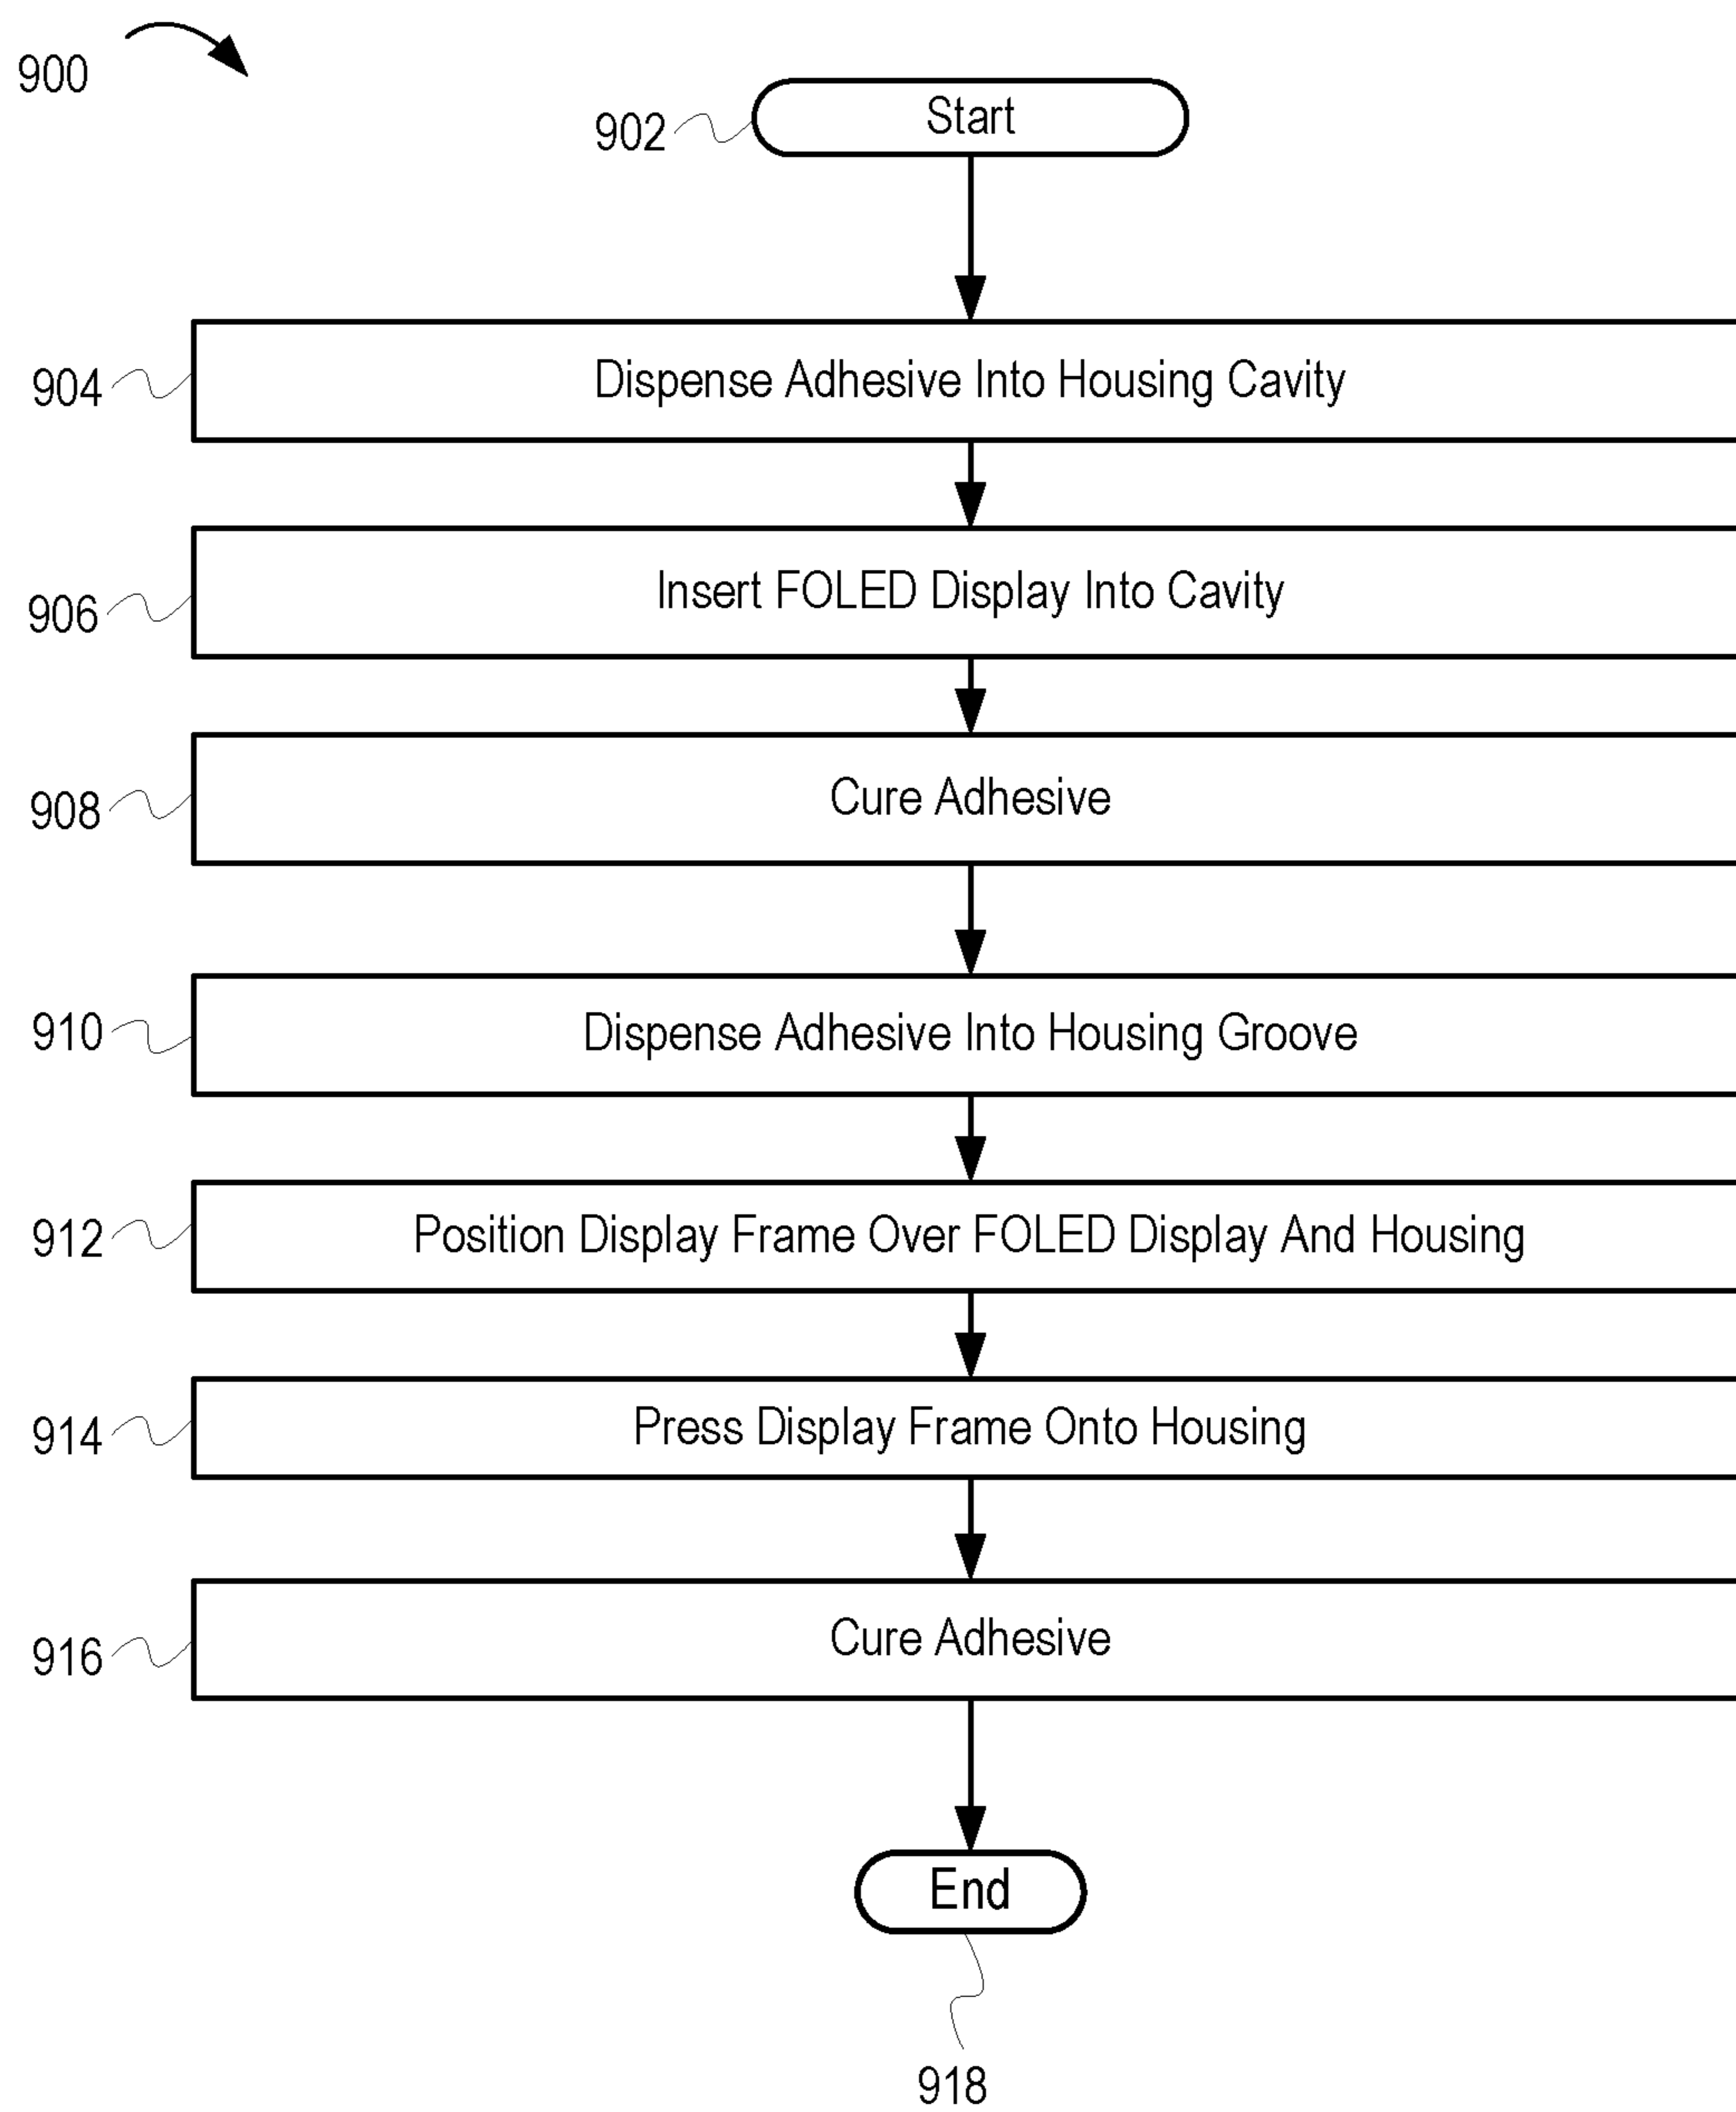 900
902
Start
904
Dispense Adhesive Into Housing Cavity
906
Insert FOLED Display Into Cavity
908
Cure Adhesive
910
Dispense Adhesive Into Housing Groove
912
Position Display Frame Over FOLED Display And Housing
914
Press Display Frame Onto Housing
916
Cure Adhesive
End
918